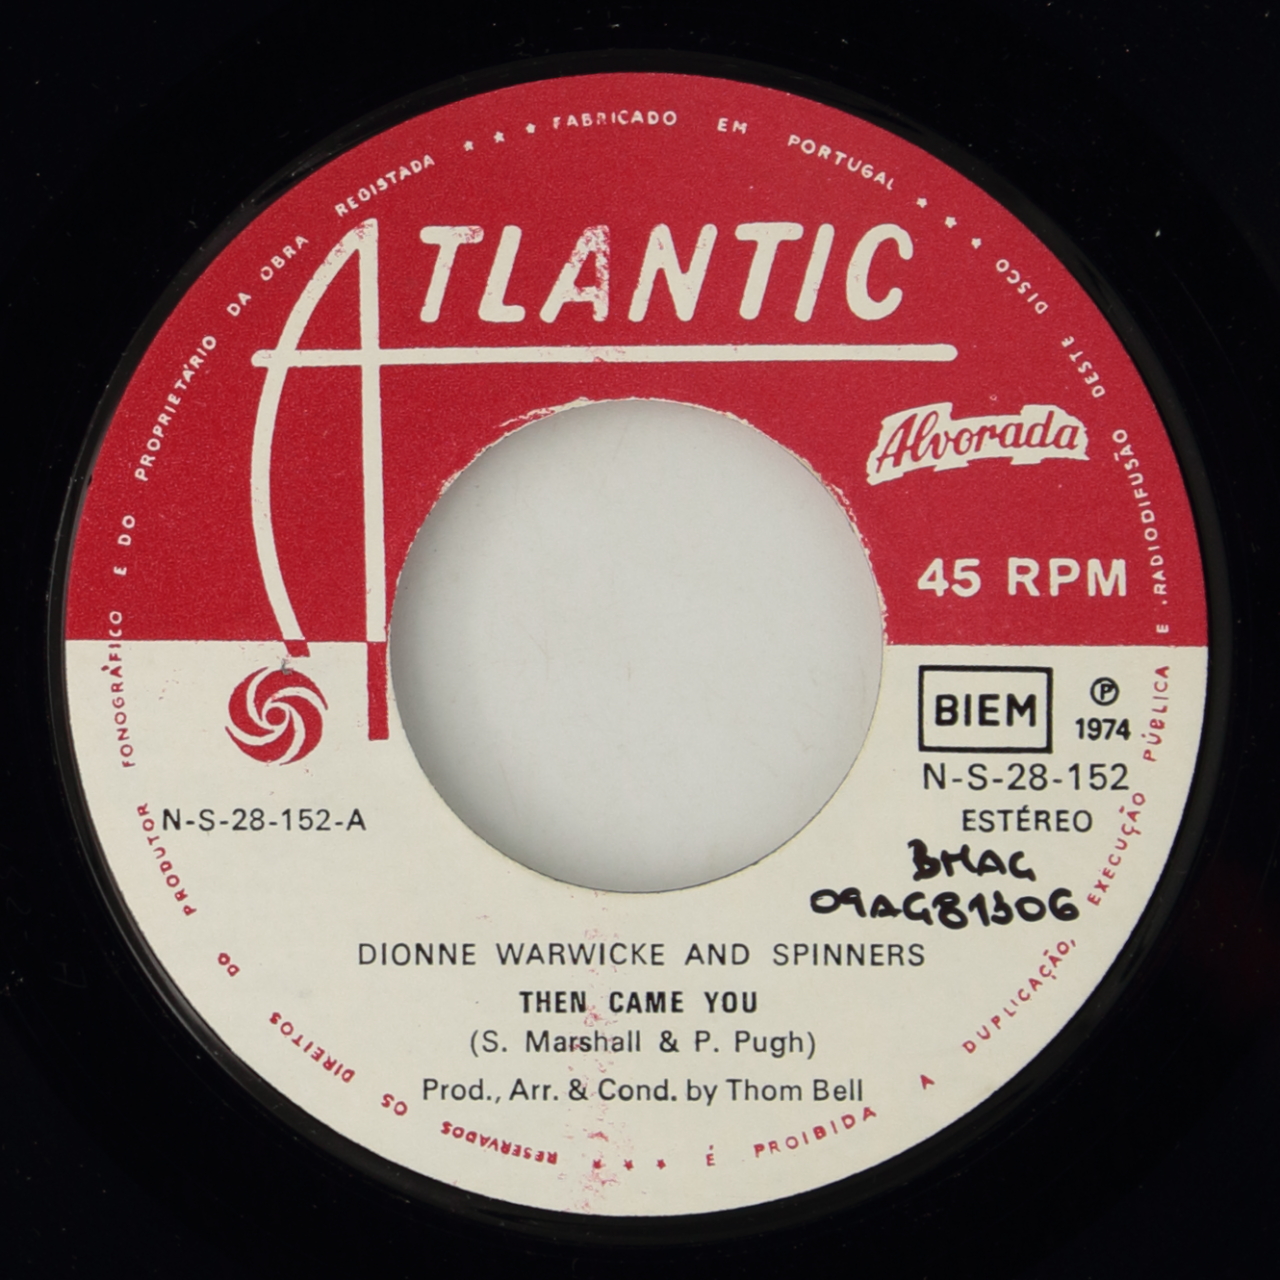 RESERVADOS OS DIREITOS DO PRODUTOR FONOGRÁFICO E DO PROPRIETÁRIO DA OBRA REGISTADA *** FABRICADO EM PORTUGAL ***
É PROIBIDA A DUPLICAÇÃO, EXECUÇÃO PÚBLICA E RADIODIFUSÃO DESTE DISCO
ATLANTIC
Alvorada
45 RPM
BIEM
℗
1974
N-S-28-152
ESTÉREO
N-S-28-152-A
BMAG
DIONNE WARWICKE AND SPINNERS
THEN CAME YOU
(S. Marshall & P. Pugh)
Prod., Arr. & Cond. by Thom Bell